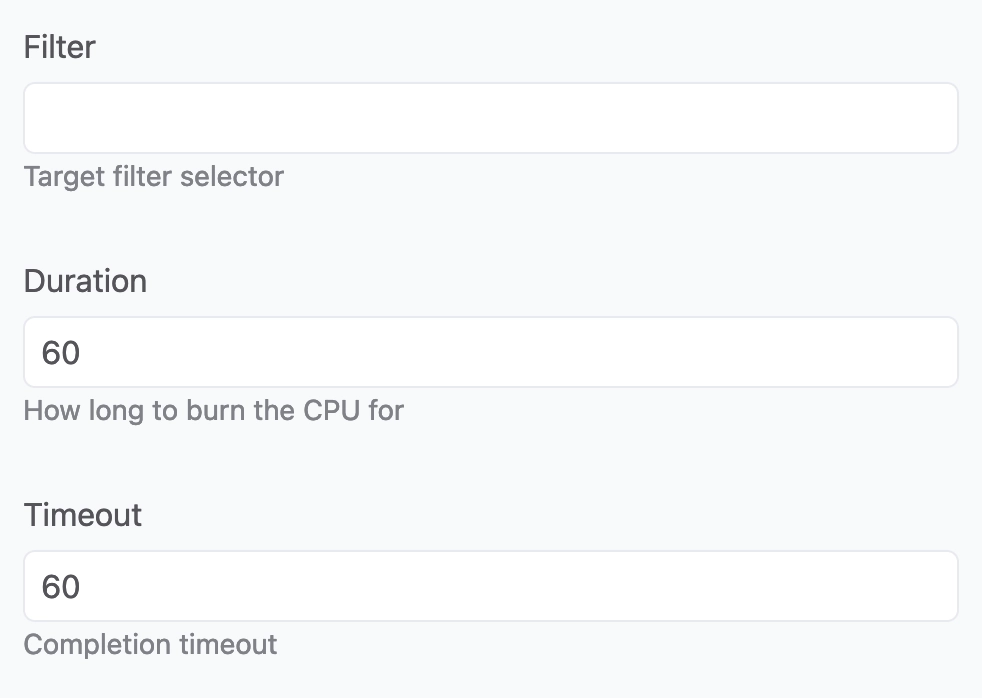 Filter
Target filter selector
Duration
60
How long to burn the CPU for
Timeout
60
Completion timeout